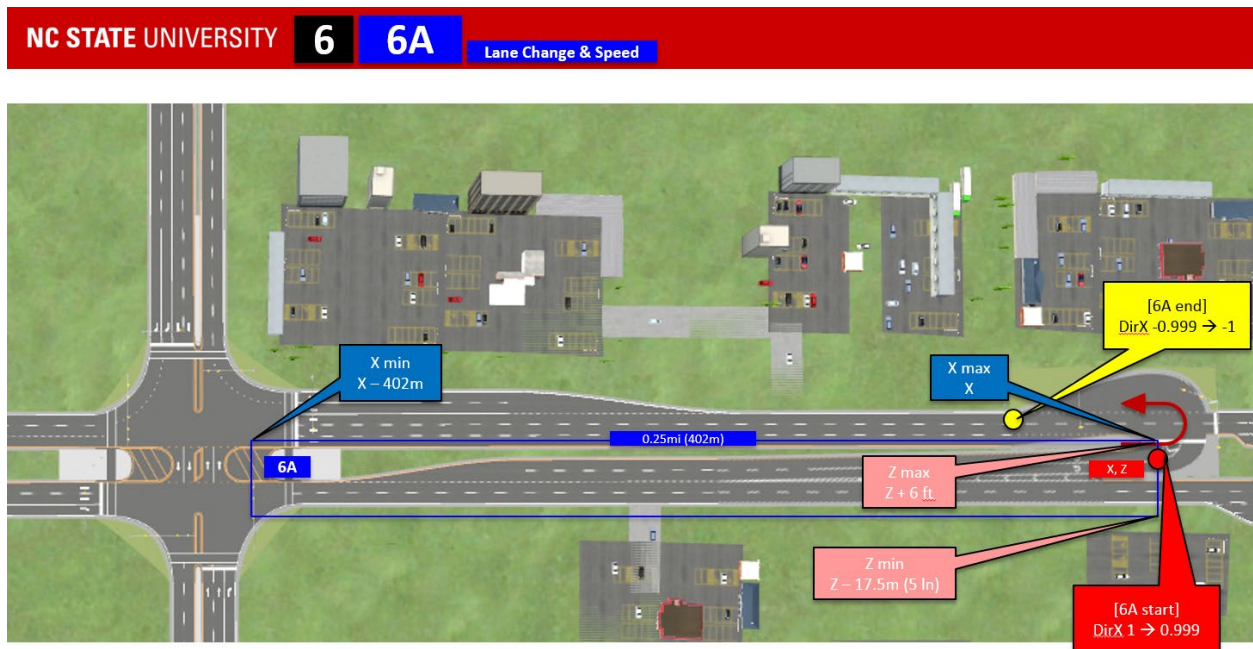 NC STATE UNIVERSITY
6
6A
Lane Change & Speed
[6A end]
DirX -0.999 → -1
X min
X – 402m
X max
X
0.25mi (402m)
6A
Z max
Z + 6 ft
X, Z
Z min
Z – 17.5m (5 ln)
[6A start]
DirX 1 → 0.999